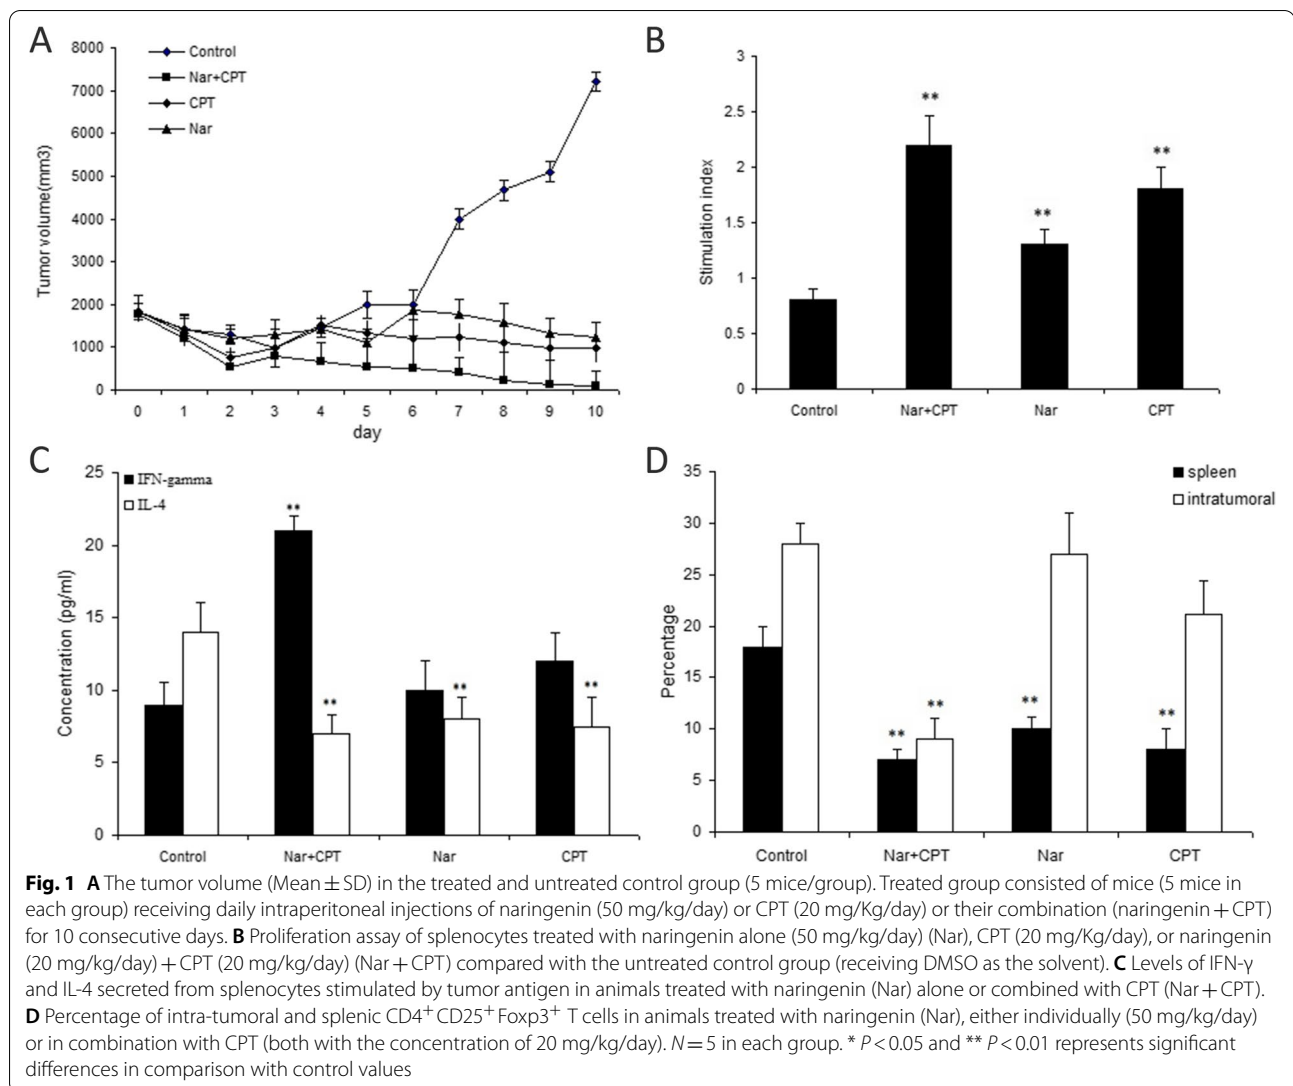 A
8000
7000
6000
5000
4000
3000
2000
1000
0
Tumor volume(mm3)
Control
Nar+CPT
CPT
Nar
0 1 2 3 4 5 6 7 8 9 10
day
B
3
2.5
2
1.5
1
0.5
0
Stimulation index
**
**
**
Control Nar+CPT Nar CPT
C
25
20
15
10
5
0
Concentration (pg/ml)
IFN-gamma
IL-4
**
**
**
**
Control Nar+CPT Nar CPT
D
35
30
25
20
15
10
5
0
Percentage
spleen
intratumoral
**
**
**
**
Control Nar+CPT Nar CPT
Fig. 1 A The tumor volume (Mean ± SD) in the treated and untreated control group (5 mice/group). Treated group consisted of mice (5 mice in
each group) receiving daily intraperitoneal injections of naringenin (50 mg/kg/day) or CPT (20 mg/Kg/day) or their combination (naringenin + CPT)
for 10 consecutive days. B Proliferation assay of splenocytes treated with naringenin alone (50 mg/kg/day) (Nar), CPT (20 mg/Kg/day), or naringenin
(20 mg/kg/day) + CPT (20 mg/kg/day) (Nar + CPT) compared with the untreated control group (receiving DMSO as the solvent). C Levels of IFN-γ
and IL-4 secreted from splenocytes stimulated by tumor antigen in animals treated with naringenin (Nar) alone or combined with CPT (Nar + CPT).
D Percentage of intra-tumoral and splenic CD4⁺ CD25⁺ Foxp3⁺ T cells in animals treated with naringenin (Nar), either individually (50 mg/kg/day)
or in combination with CPT (both with the concentration of 20 mg/kg/day). N = 5 in each group. * P < 0.05 and ** P < 0.01 represents significant
differences in comparison with control values